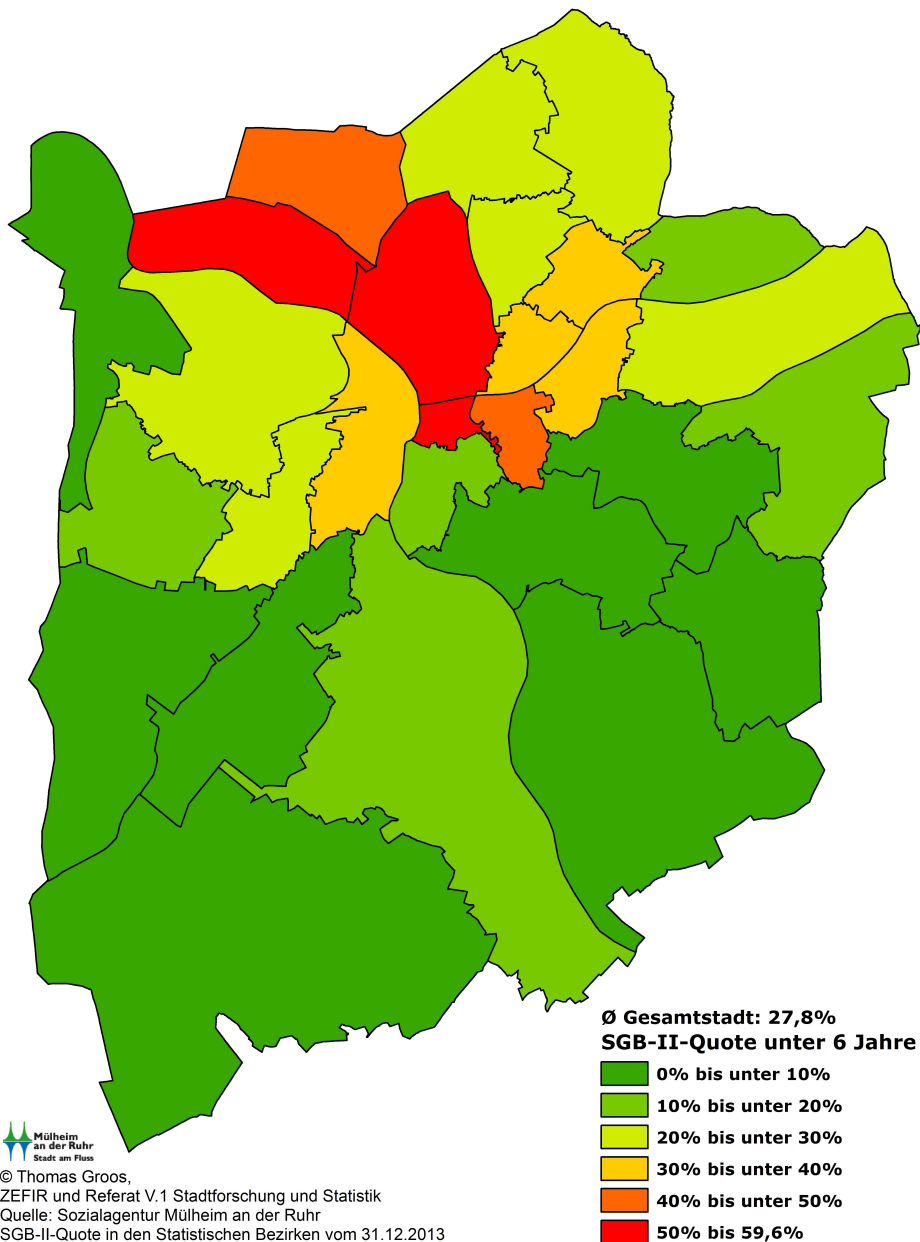 Ø Gesamtstadt: 27,8%
SGB-II-Quote unter 6 Jahre
0% bis unter 10%
10% bis unter 20%
20% bis unter 30%
30% bis unter 40%
40% bis unter 50%
50% bis 59,6%
Mülheim
an der Ruhr
Stadt am Fluss
© Thomas Groos,
ZEFIR und Referat V.1 Stadtforschung und Statistik
Quelle: Sozialagentur Mülheim an der Ruhr
SGB-II-Quote in den Statistischen Bezirken vom 31.12.2013